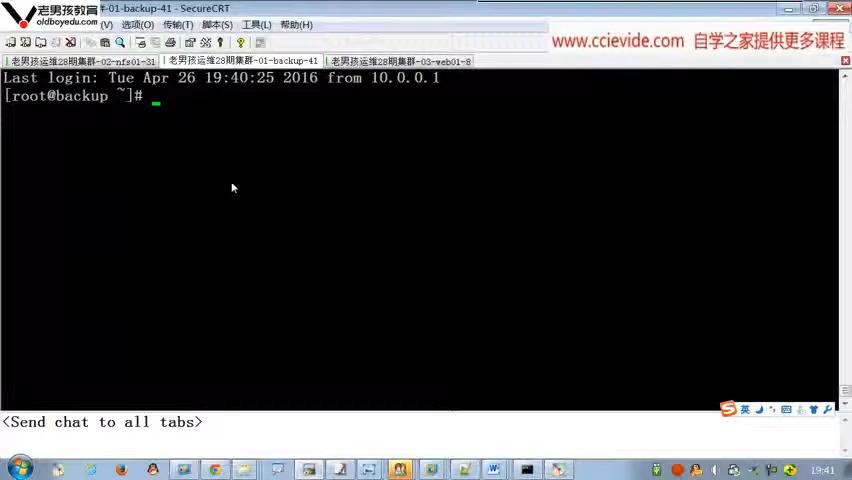 老男孩教育
oldboyedu.com
-01-backup-41 - SecureCRT
(V) 选项(O) 传输(T) 脚本(S) 工具(L) 帮助(H)
www.ccievide.com 自学之家提供更多课程
老男孩运维28期集群-02-nfs01-31 老男孩运维28期集群-01-backup-41 老男孩运维28期集群-03-web01-8
Last login: Tue Apr 26 19:40:25 2016 from 10.0.0.1
[root@backup ~]#
英
<Send chat to all tabs>
19:41